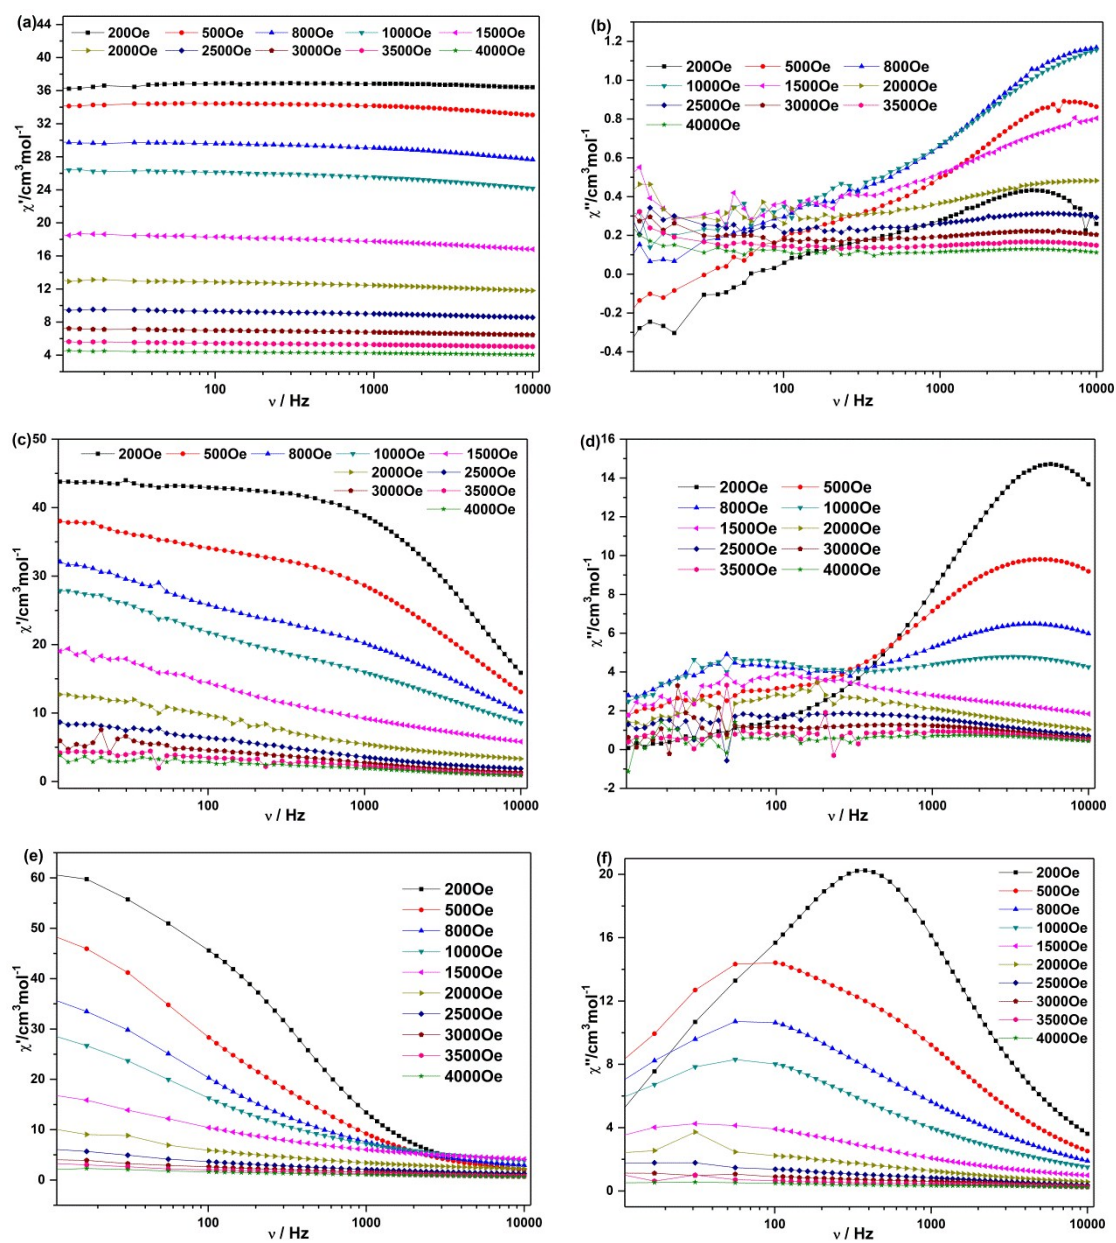 (a)
44
40
36
32
28
24
20
16
12
8
4
χ'/cm³mol⁻¹
200Oe 500Oe 800Oe 1000Oe 1500Oe
2000Oe 2500Oe 3000Oe 3500Oe 4000Oe
100 1000 10000
ν / Hz
(b)
1.2
1.0
0.8
0.6
0.4
0.2
0.0
-0.2
-0.4
χ''/cm³mol⁻¹
200Oe 500Oe 800Oe
1000Oe 1500Oe 2000Oe
2500Oe 3000Oe 3500Oe
4000Oe
100 1000 10000
ν / Hz
(c)
50
40
30
20
10
0
χ'/cm³mol⁻¹
200Oe 500Oe 800Oe 1000Oe 1500Oe
2000Oe 2500Oe
3000Oe 3500Oe
4000Oe
100 1000 10000
ν / Hz
(d)
16
14
12
10
8
6
4
2
0
-2
χ''/cm³mol⁻¹
200Oe 500Oe
800Oe 1000Oe
1500Oe 2000Oe
2500Oe 3000Oe
3500Oe 4000Oe
100 1000 10000
ν / Hz
(e)
60
50
40
30
20
10
0
χ'/cm³mol⁻¹
200Oe
500Oe
800Oe
1000Oe
1500Oe
2000Oe
2500Oe
3000Oe
3500Oe
4000Oe
100 1000 10000
ν / Hz
(f)
20
16
12
8
4
0
χ''/cm³mol⁻¹
200Oe
500Oe
800Oe
1000Oe
1500Oe
2000Oe
2500Oe
3000Oe
3500Oe
4000Oe
100 1000 10000
ν / Hz